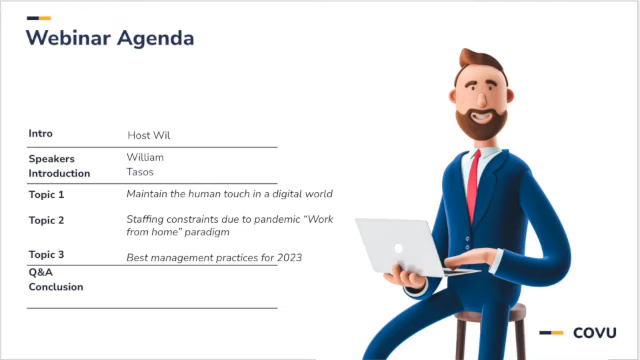 Webinar Agenda
Intro
Host Wil
Speakers
Introduction
William
Tasos
Topic 1
Maintain the human touch in a digital world
Topic 2
Staffing constraints due to pandemic “Work
from home” paradigm
Topic 3
Best management practices for 2023
Q&A
Conclusion
COVU